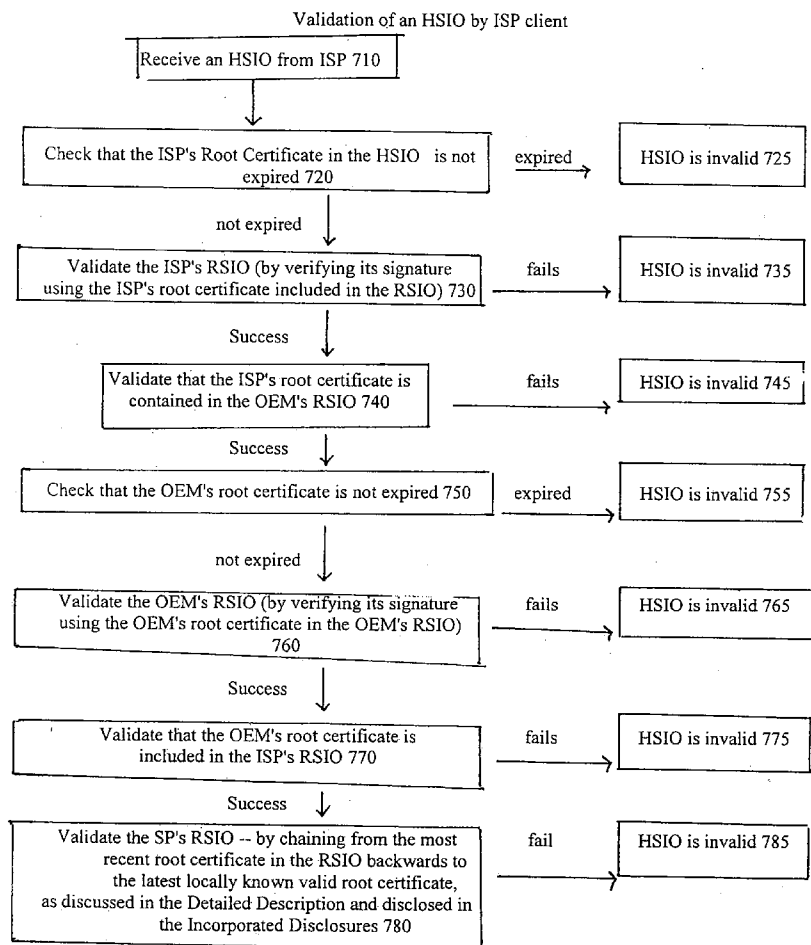 Validation of an HSIO by ISP client
Receive an HSIO from ISP 710
Check that the ISP's Root Certificate in the HSIO is not
expired 720
expired
HSIO is invalid 725
not expired
Validate the ISP's RSIO (by verifying its signature
using the ISP's root certificate included in the RSIO) 730
fails
HSIO is invalid 735
Success
Validate that the ISP's root certificate is
contained in the OEM's RSIO 740
fails
HSIO is invalid 745
Success
Check that the OEM's root certificate is not expired 750
expired
HSIO is invalid 755
not expired
Validate the OEM's RSIO (by verifying its signature
using the OEM's root certificate in the OEM's RSIO)
760
fails
HSIO is invalid 765
Success
Validate that the OEM's root certificate is
included in the ISP's RSIO 770
fails
HSIO is invalid 775
Success
Validate the SP's RSIO -- by chaining from the most
recent root certificate in the RSIO backwards to
the latest locally known valid root certificate,
as discussed in the Detailed Description and disclosed in
the Incorporated Disclosures 780
fail
HSIO is invalid 785